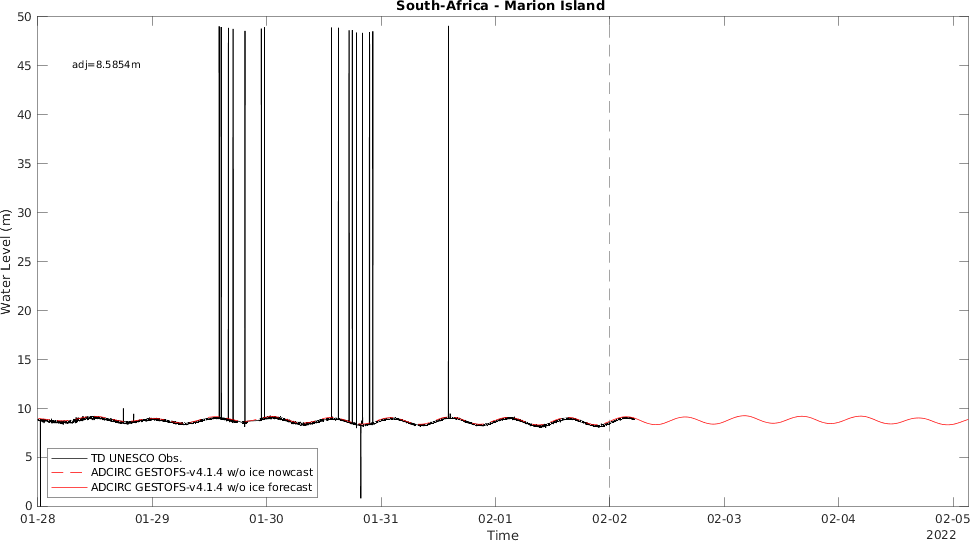 South-Africa - Marion Island
50
45
40
35
30
25
20
15
10
5
0
Water Level (m)
adj=8.5854m
TD UNESCO Obs.
ADCIRC GESTOFS-v4.1.4 w/o ice nowcast
ADCIRC GESTOFS-v4.1.4 w/o ice forecast
01-28 01-29 01-30 01-31 02-01 02-02 02-03 02-04 02-05
Time
2022